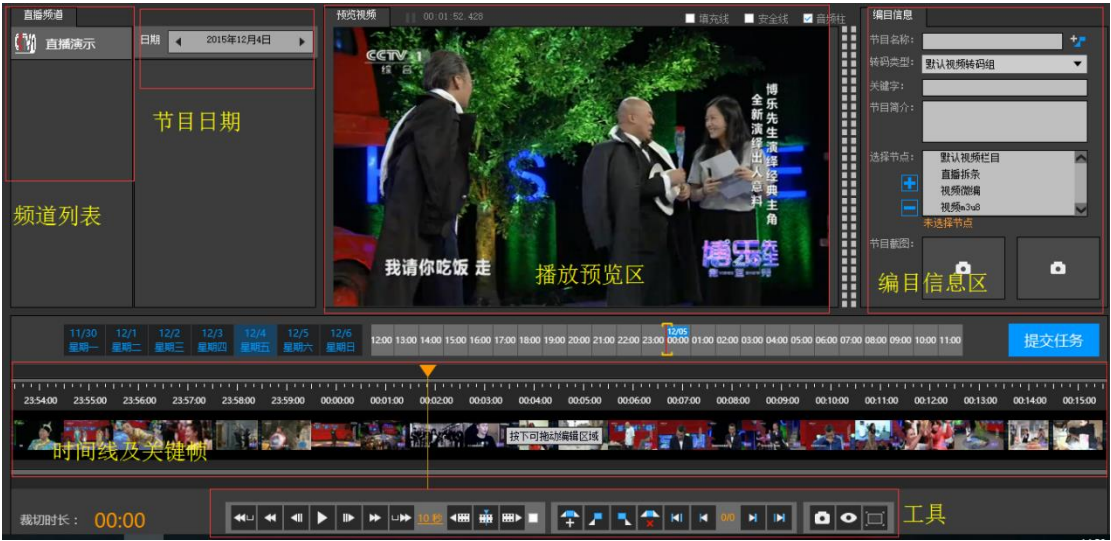 直播频道
直播演示
频道列表
日期
2015年12月4日
节目日期
预览视频
00:01:52.428
填充线
安全线
音频柱
CCTV-1
综合
博乐先生演绎经典主角
全新演绎出人意料
博乐先生
我请你吃饭 走
播放预览区
编目信息
节目名称:
转码类型:
默认视频转码组
关键字:
节目简介:
选择节点:
默认视频栏目
直播拆条
视频微编
视频m3u8
未选择节点
节目截图:
编目信息区
11/30 12/1 12/2 12/3 12/4 12/5 12/6
星期一 星期二 星期三 星期四 星期五 星期六 星期日
12/05
12:00 13:00 14:00 15:00 16:00 17:00 18:00 19:00 20:00 21:00 22:00 23:00 00:00 01:00 02:00 03:00 04:00 05:00 06:00 07:00 08:00 09:00 10:00 11:00
提交任务
23:54:00 23:55:00 23:56:00 23:57:00 23:58:00 23:59:00 00:00:00 00:01:00 00:02:00 00:03:00 00:04:00 00:05:00 00:06:00 00:07:00 00:08:00 00:09:00 00:10:00 00:11:00 00:12:00 00:13:00 00:14:00 00:15:00
按下可拖动编辑区域
时间线及关键帧
裁切时长: 00:00
10 秒
0/0
工具